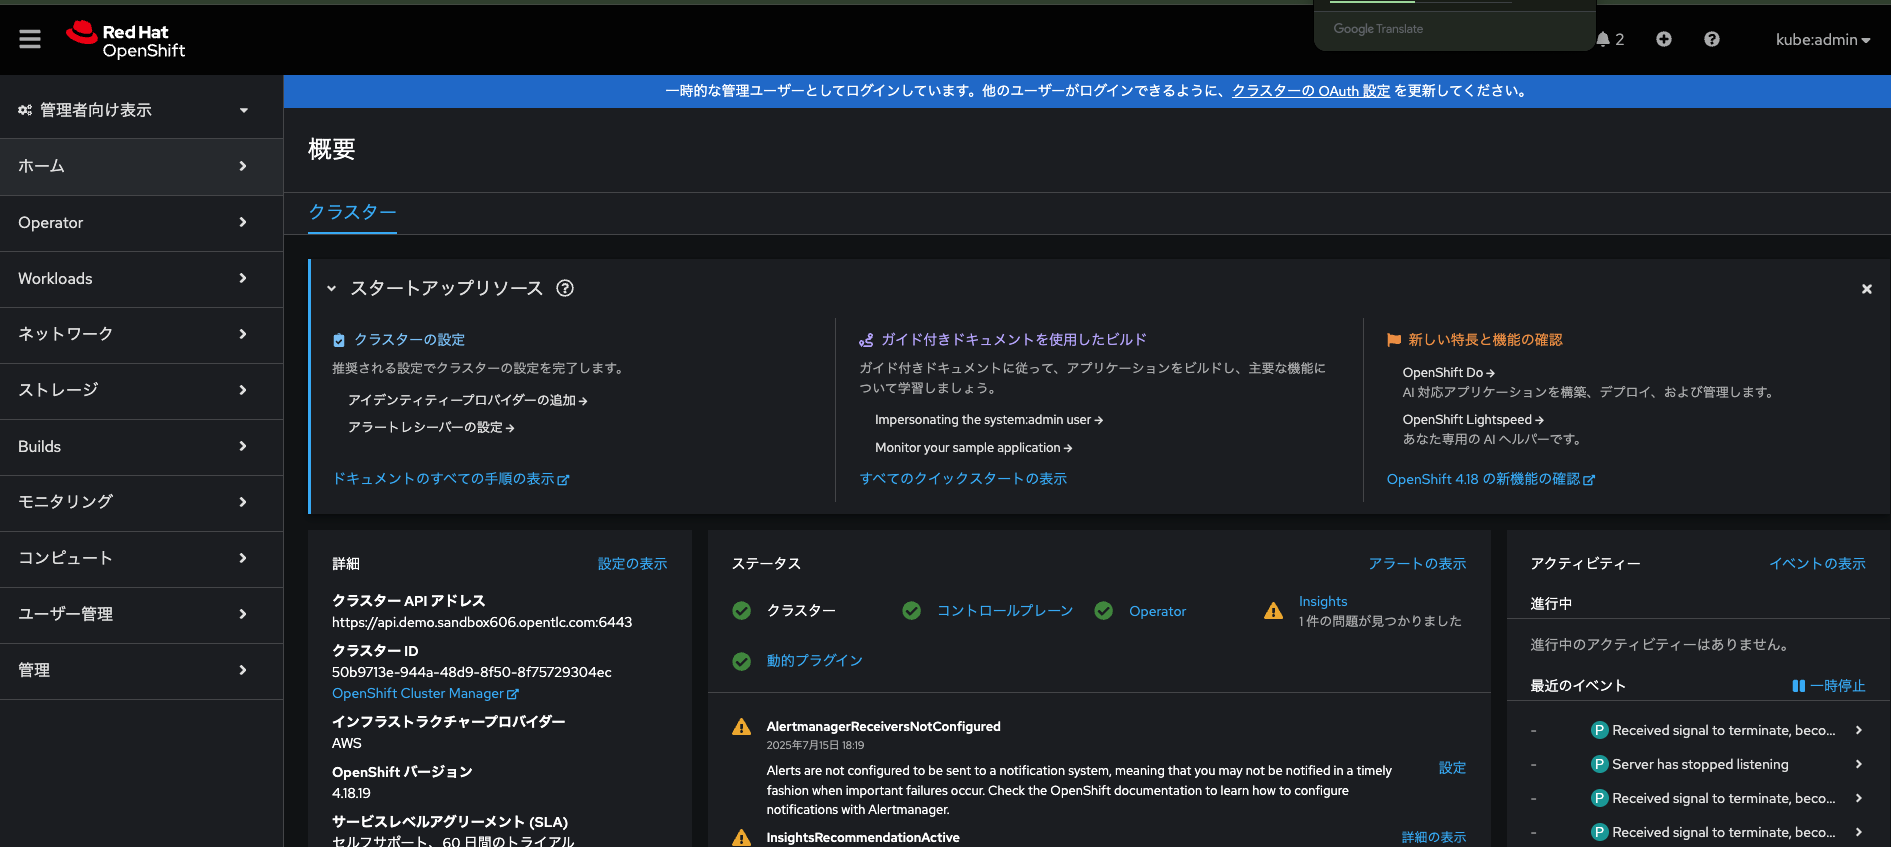 Google Translate
Red Hat
OpenShift
2
kube:admin
管理者向け表示
ホーム
Operator
Workloads
ネットワーク
ストレージ
Builds
モニタリング
コンピュート
ユーザー管理
管理
一時的な管理ユーザーとしてログインしています。他のユーザーがログインできるように、クラスターの OAuth 設定 を更新してください。
概要
クラスター
スタートアップリソース
クラスターの設定
推奨される設定でクラスターの設定を完了します。
アイデンティティープロバイダーの追加
アラートレシーバーの設定
ドキュメントのすべての手順の表示
ガイド付きドキュメントを使用したビルド
ガイド付きドキュメントに従って、アプリケーションをビルドし、主要な機能に
ついて学習しましょう。
Impersonating the system:admin user
Monitor your sample application
すべてのクイックスタートの表示
新しい特長と機能の確認
OpenShift Do
AI 対応アプリケーションを構築、デプロイ、および管理します。
OpenShift Lightspeed
あなた専用の AI ヘルパーです。
OpenShift 4.18 の新機能の確認
詳細
設定の表示
クラスター API アドレス
https://api.demo.sandbox606.opentlc.com:6443
クラスター ID
50b9713e-944a-48d9-8f50-8f75729304ec
OpenShift Cluster Manager
インフラストラクチャープロバイダー
AWS
OpenShift バージョン
4.18.19
サービスレベルアグリーメント (SLA)
セルフサポート、60 日間のトライアル
ステータス
アラートの表示
クラスター
コントロールプレーン
Operator
Insights
1 件の問題が見つかりました
動的プラグイン
AlertmanagerReceiversNotConfigured
2025年7月15日 18:19
Alerts are not configured to be sent to a notification system, meaning that you may not be notified in a timely
fashion when important failures occur. Check the OpenShift documentation to learn how to configure
notifications with Alertmanager.
設定
InsightsRecommendationActive
詳細の表示
アクティビティー
イベントの表示
進行中
進行中のアクティビティーはありません。
最近のイベント
一時停止
- P Received signal to terminate, beco...
- P Server has stopped listening
- P Received signal to terminate, beco...
- P Received signal to terminate, beco...